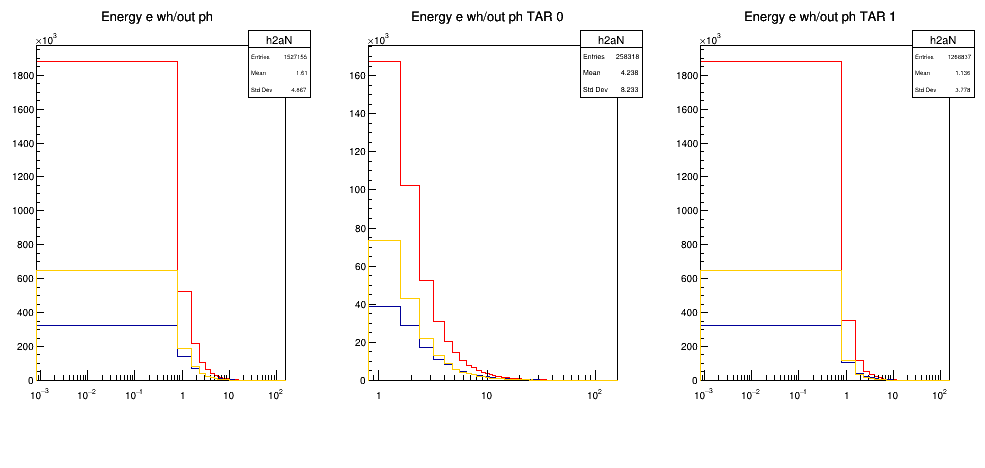 Energy e wh/out ph
×10³
h2aN
Entries 1527155
Mean 1.61
Std Dev 4.867
1800
1600
1400
1200
1000
800
600
400
200
0
10⁻³ 10⁻² 10⁻¹ 1 10 10²
Energy e wh/out ph TAR 0
×10³
h2aN
Entries 258318
Mean 4.238
Std Dev 8.233
160
140
120
100
80
60
40
20
0
1 10 10²
Energy e wh/out ph TAR 1
×10³
h2aN
Entries 1268837
Mean 1.136
Std Dev 3.778
1800
1600
1400
1200
1000
800
600
400
200
0
10⁻³ 10⁻² 10⁻¹ 1 10 10²